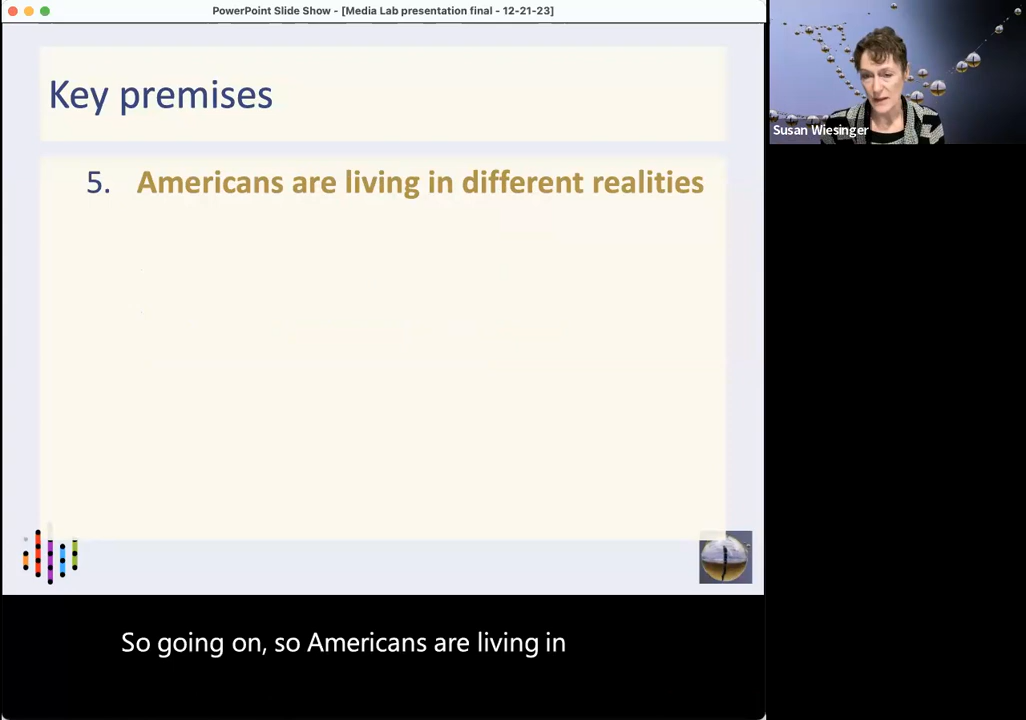 PowerPoint Slide Show - [Media Lab presentation final - 12-21-23]
Key premises
5. Americans are living in different realities
Susan Wiesinger
So going on, so Americans are living in